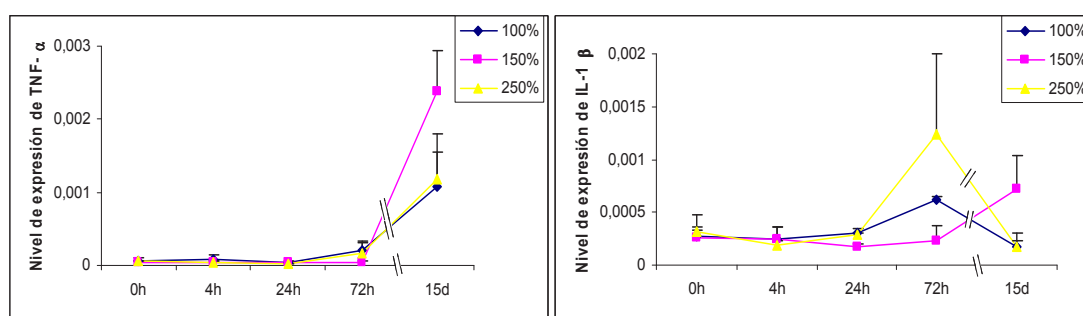 Nivel de expresión de TNF- α
0,003
0,002
0,001
0
0h
4h
24h
72h
15d
100%
150%
250%
Nivel de expresión de IL-1 β
0,002
0,0015
0,001
0,0005
0
0h
4h
24h
72h
15d
100%
150%
250%